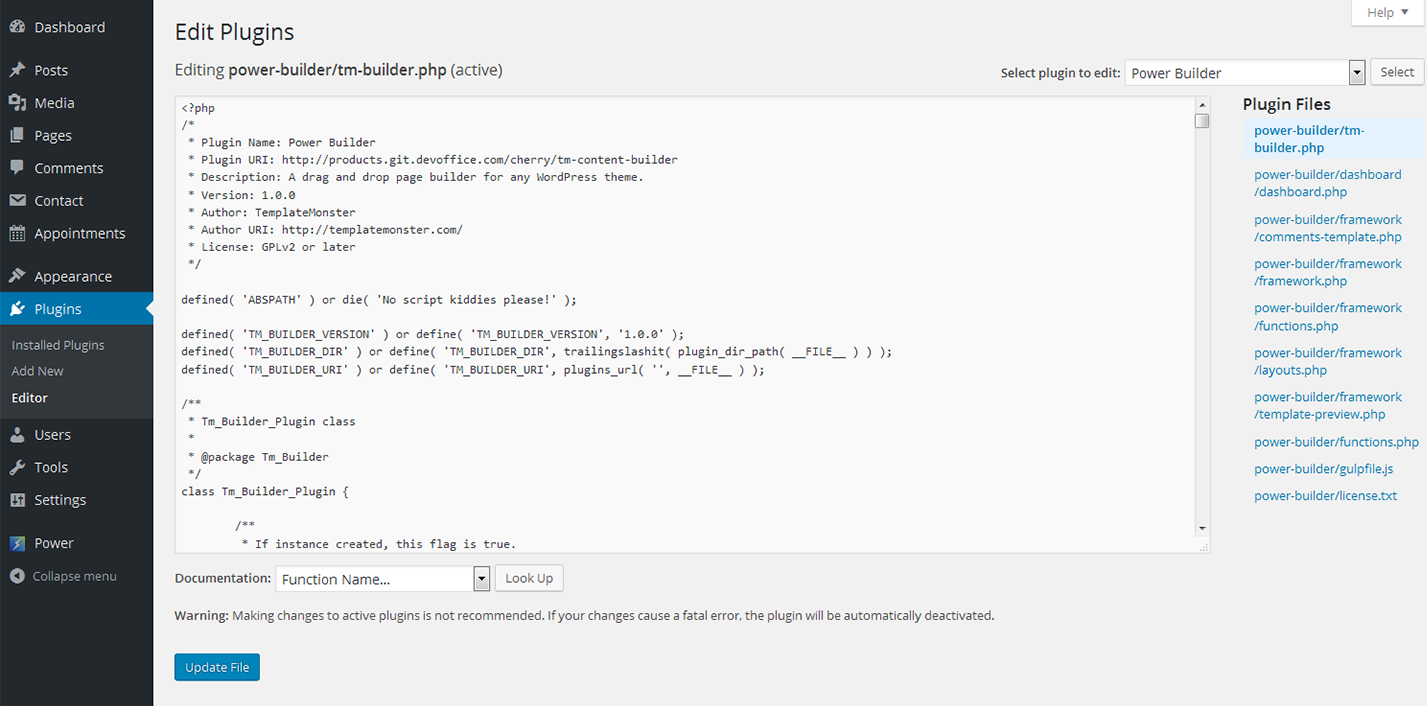 Dashboard
Posts
Media
Pages
Comments
Contact
Appointments
Appearance
Plugins
Installed Plugins
Add New
Editor
Users
Tools
Settings
Power
Collapse menu
Help
Edit Plugins
Editing power-builder/tm-builder.php (active)
Select plugin to edit: Power Builder Select
<?php
/*
 * Plugin Name: Power Builder
 * Plugin URI: http://products.git.devoffice.com/cherry/tm-content-builder
 * Description: A drag and drop page builder for any WordPress theme.
 * Version: 1.0.0
 * Author: TemplateMonster
 * Author URI: http://templatemonster.com/
 * License: GPLv2 or later
 */
defined( 'ABSPATH' ) or die( 'No script kiddies please!' );
defined( 'TM_BUILDER_VERSION' ) or define( 'TM_BUILDER_VERSION', '1.0.0' );
defined( 'TM_BUILDER_DIR' ) or define( 'TM_BUILDER_DIR', trailingslashit( plugin_dir_path( __FILE__ ) ) );
defined( 'TM_BUILDER_URI' ) or define( 'TM_BUILDER_URI', plugins_url( '', __FILE__ ) );
/**
 * Tm_Builder_Plugin class
 *
 * @package Tm_Builder
 */
class Tm_Builder_Plugin {
/**
 * If instance created, this flag is true.
Plugin Files
power-builder/tm-
builder.php
power-builder/dashboard
/dashboard.php
power-builder/framework
/comments-template.php
power-builder/framework
/framework.php
power-builder/framework
/functions.php
power-builder/framework
/layouts.php
power-builder/framework
/template-preview.php
power-builder/functions.php
power-builder/gulpfile.js
power-builder/license.txt
Documentation: Function Name... Look Up
Warning: Making changes to active plugins is not recommended. If your changes cause a fatal error, the plugin will be automatically deactivated.
Update File